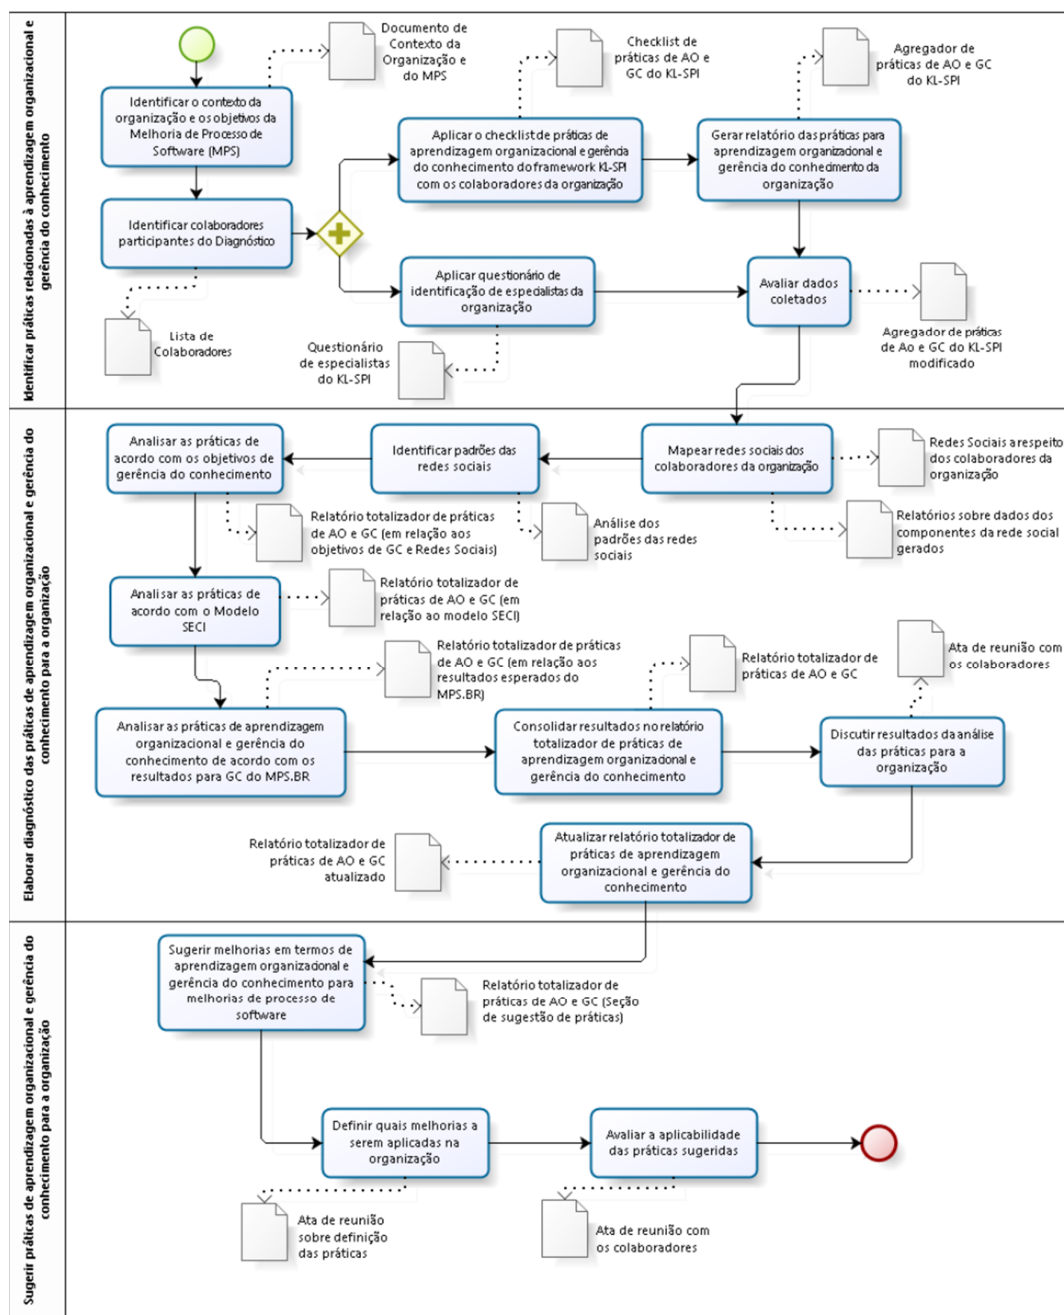 Identificar práticas relacionadas à aprendizagem organizacional e
gerência do conhecimento
Documento de
Contexto da
Organização e
do MPS
Checklist de
práticas de AO e
GC do KL-SPI
Agregador de
práticas de AO e
GC do KL-SPI
Identificar o contexto da
organização e os objetivos da
Melhoria de Processo de
Software (MPS)
Aplicar o checklist de práticas de
aprendizagem organizacional e gerência
do conhecimento do framework KL-SPI
com os colaboradores da organização
Gerar relatório das práticas para
aprendizagem organizacional e
gerência do conhecimento da
organização
Identificar colaboradores
participantes do Diagnóstico
Aplicar questionário de
identificação de especialistas da
organização
Avaliar dados
coletados
Lista de
Colaboradores
Questionário
de especialistas
do KL-SPI
Agregador de práticas
de Ao e GC do KL-SPI
modificado
Elaborar diagnóstico das práticas de aprendizagem organizacional e gerência do
conhecimento para a organização
Analisar as práticas de
acordo com os objetivos de
gerência do conhecimento
Identificar padrões das
redes sociais
Mapear redes sociais dos
colaboradores da organização
Redes Sociais a respeito
dos colaboradores da
organização
Relatório totalizador de práticas
de AO e GC (em relação aos
objetivos de GC e Redes Sociais)
Análise dos
padrões das redes
sociais
Relatórios sobre dados dos
componentes da rede social
gerados
Analisar as práticas de
acordo com o Modelo
SECI
Relatório totalizador de
práticas de AO e GC (em
relação ao modelo SECI)
Relatório totalizador de práticas
de AO e GC (em relação aos
resultados esperados do
MPS.BR)
Relatório totalizador de
práticas de AO e GC
Ata de reunião com
os colaboradores
Analisar as práticas de aprendizagem
organizacional e gerência do
conhecimento de acordo com os
resultados para GC do MPS.BR
Consolidar resultados no relatório
totalizador de práticas de
aprendizagem organizacional e
gerência do conhecimento
Discutir resultados da análise
das práticas para a
organização
Relatório totalizador de
práticas de AO e GC
atualizado
Atualizar relatório totalizador de
práticas de aprendizagem
organizacional e gerência do
conhecimento
Sugerir práticas de aprendizagem organizacional e gerência do
conhecimento para a organização
Sugerir melhorias em termos de
aprendizagem organizacional e
gerência do conhecimento para
melhorias de processo de
software
Relatório totalizador de
práticas de AO e GC (Seção
de sugestão de práticas)
Definir quais melhorias a
serem aplicadas na
organização
Avaliar a aplicabilidade
das práticas sugeridas
Ata de reunião
sobre definição
das práticas
Ata de reunião com
os colaboradores